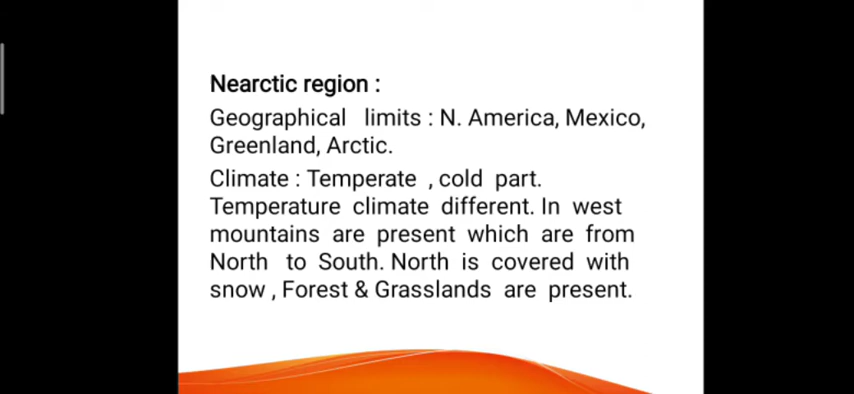 Nearctic region :
Geographical limits : N. America, Mexico,
Greenland, Arctic.
Climate : Temperate , cold part.
Temperature climate different. In west
mountains are present which are from
North to South. North is covered with
snow , Forest & Grasslands are present.